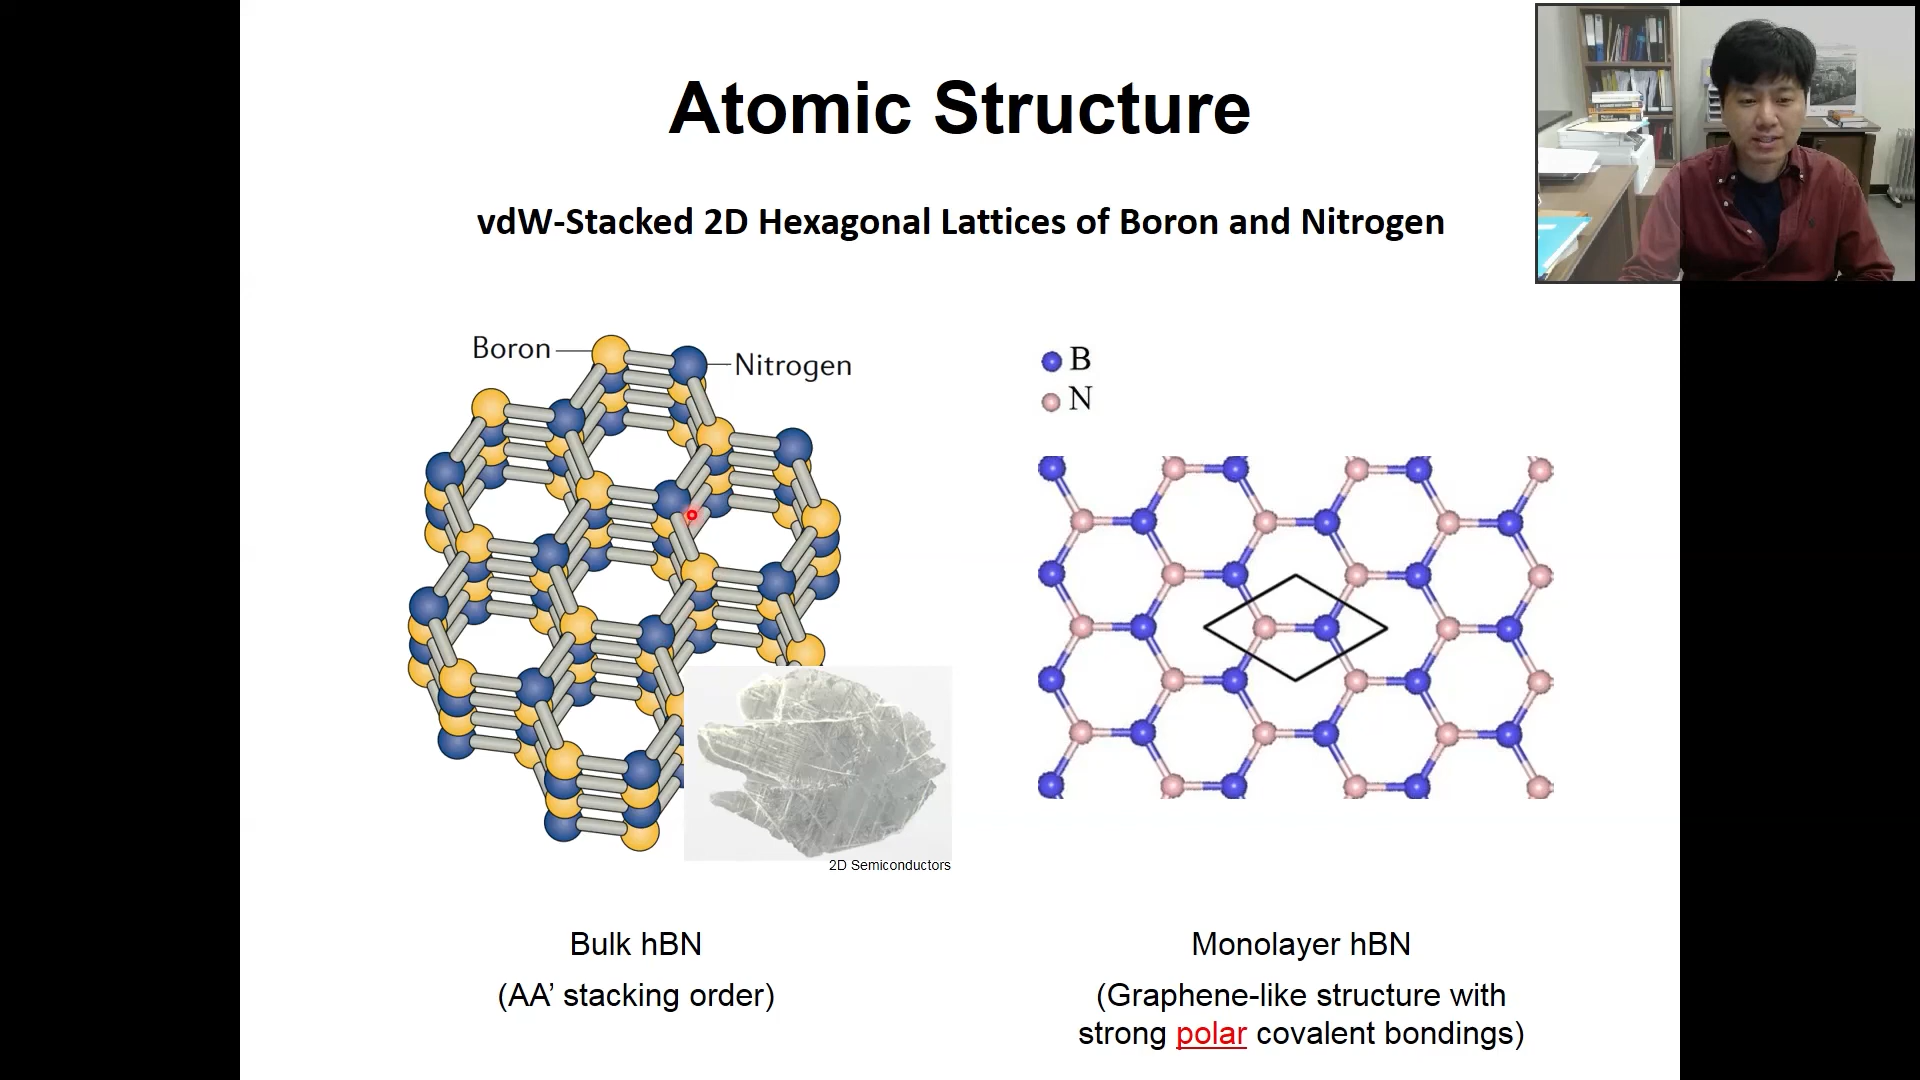 Atomic Structure
vdW-Stacked 2D Hexagonal Lattices of Boron and Nitrogen
Boron
Nitrogen
B
N
2D Semiconductors
Bulk hBN
(AA’ stacking order)
Monolayer hBN
(Graphene-like structure with
strong polar covalent bondings)